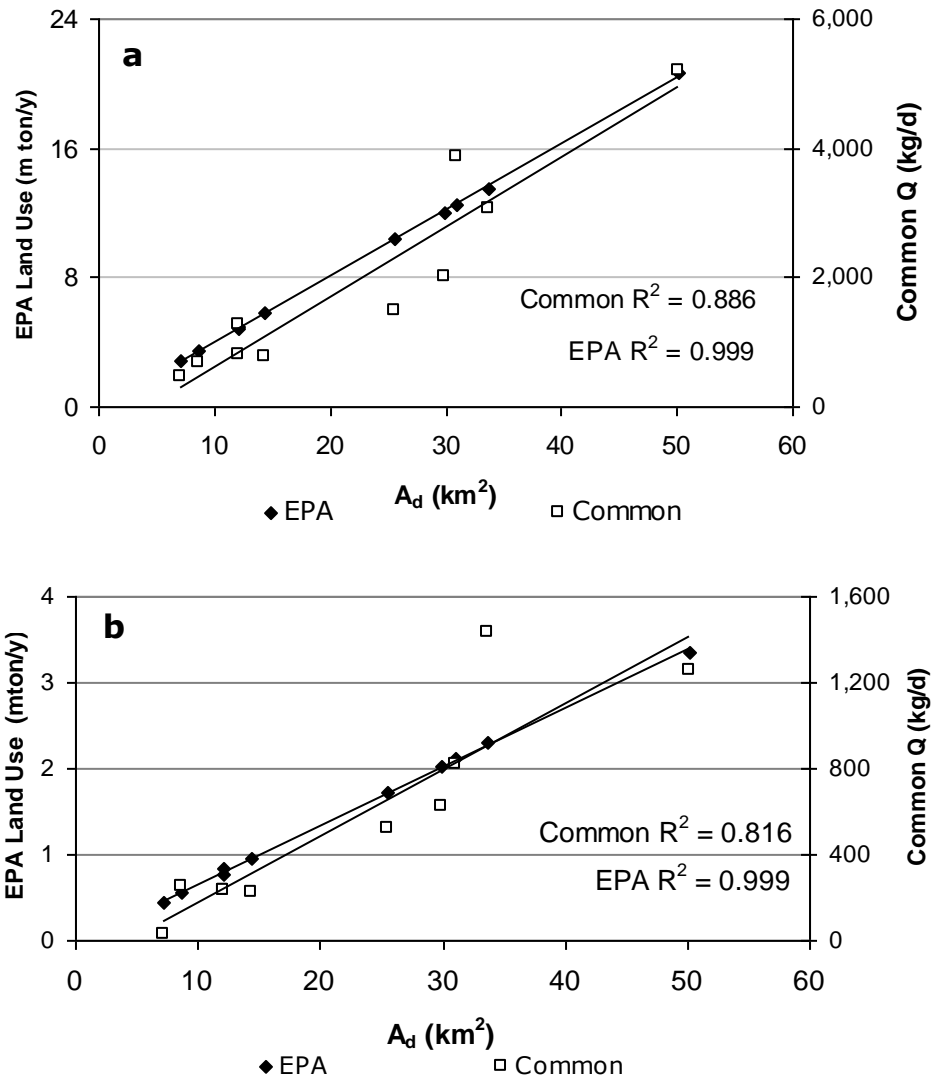 a
EPA Land Use (m ton/y)
24
16
8
0
6,000
4,000
2,000
0
Common Q (kg/d)
Common R² = 0.886
EPA R² = 0.999
0 10 20 30 40 50 60
A_d (km²)
EPA Common
b
EPA Land Use (mton/y)
4
3
2
1
0
1,600
1,200
800
400
0
Common Q (kg/d)
Common R² = 0.816
EPA R² = 0.999
0 10 20 30 40 50 60
A_d (km²)
EPA Common